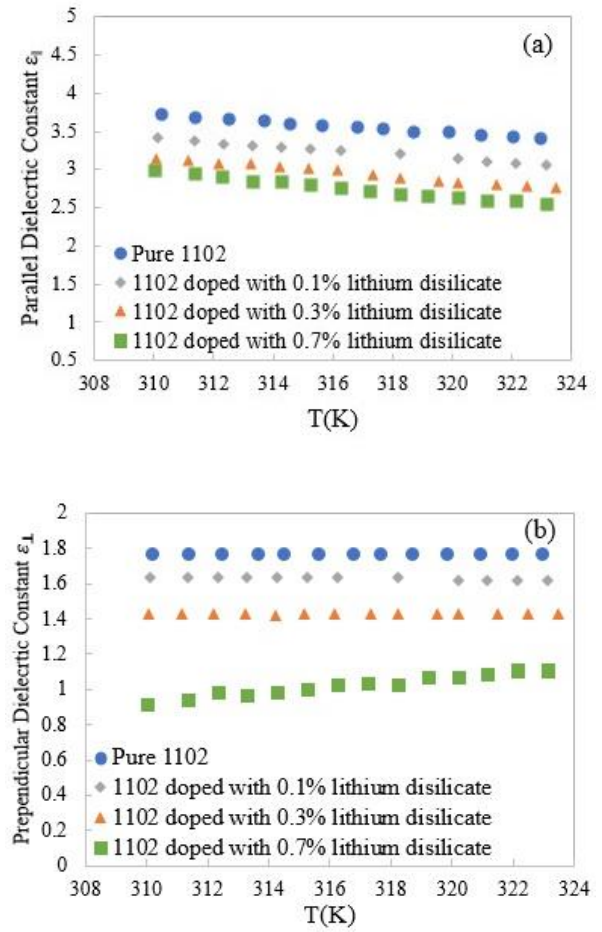 5
(a)
4.5
4
3.5
3
2.5
2
1.5
1
0.5
Parallel Dielecrtic Constant ε∥
Pure 1102
1102 doped with 0.1% lithium disilicate
1102 doped with 0.3% lithium disilicate
1102 doped with 0.7% lithium disilicate
308 310 312 314 316 318 320 322 324
T(K)
2
(b)
1.8
1.6
1.4
1.2
1
0.8
0.6
0.4
0.2
0
Prependicular Dielecrtic Constant ε⊥
Pure 1102
1102 doped with 0.1% lithium disilicate
1102 doped with 0.3% lithium disilicate
1102 doped with 0.7% lithium disilicate
308 310 312 314 316 318 320 322 324
T(K)